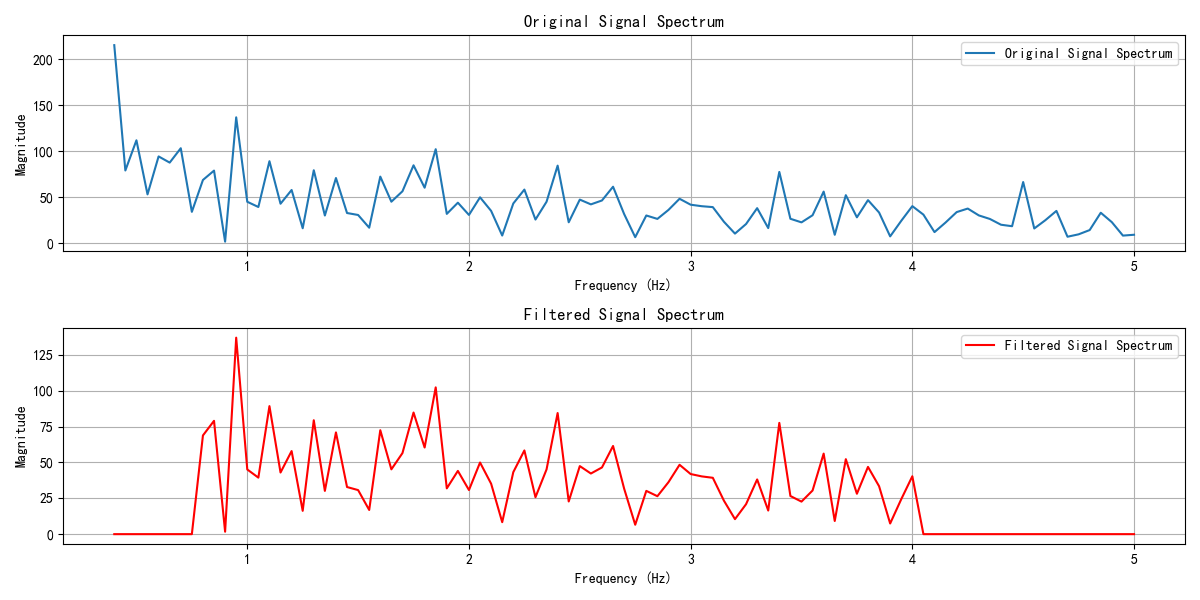 Original Signal Spectrum
Original Signal Spectrum
Magnitude
200
150
100
50
0
1 2 3 4 5
Frequency (Hz)
Filtered Signal Spectrum
Filtered Signal Spectrum
Magnitude
125
100
75
50
25
0
1 2 3 4 5
Frequency (Hz)